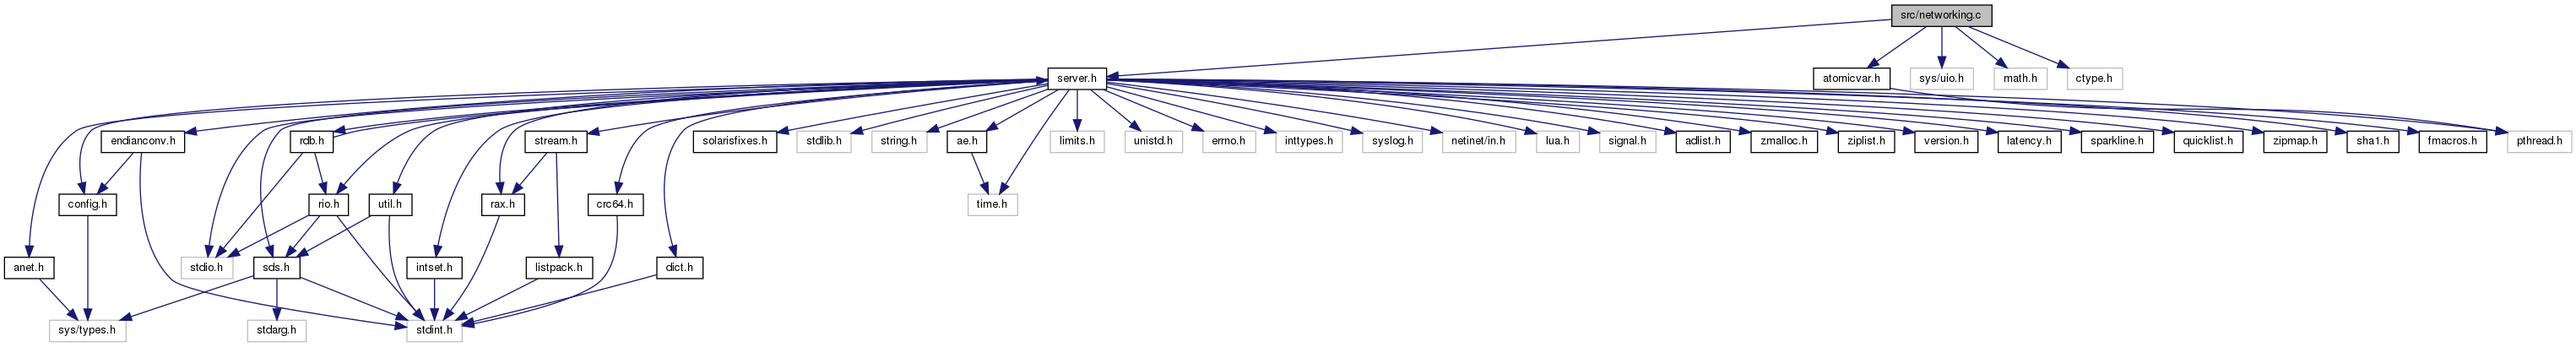 src/networking.c
server.h
atomicvar.h
sys/uio.h
math.h
ctype.h
endianconv.h
rdb.h
stream.h
solarisfixes.h
stdlib.h
string.h
ae.h
limits.h
unistd.h
errno.h
inttypes.h
syslog.h
netinet/in.h
lua.h
signal.h
adlist.h
zmalloc.h
ziplist.h
version.h
latency.h
sparkline.h
quicklist.h
zipmap.h
sha1.h
fmacros.h
pthread.h
config.h
rio.h
util.h
rax.h
crc64.h
time.h
anet.h
stdio.h
sds.h
intset.h
listpack.h
dict.h
sys/types.h
stdarg.h
stdint.h